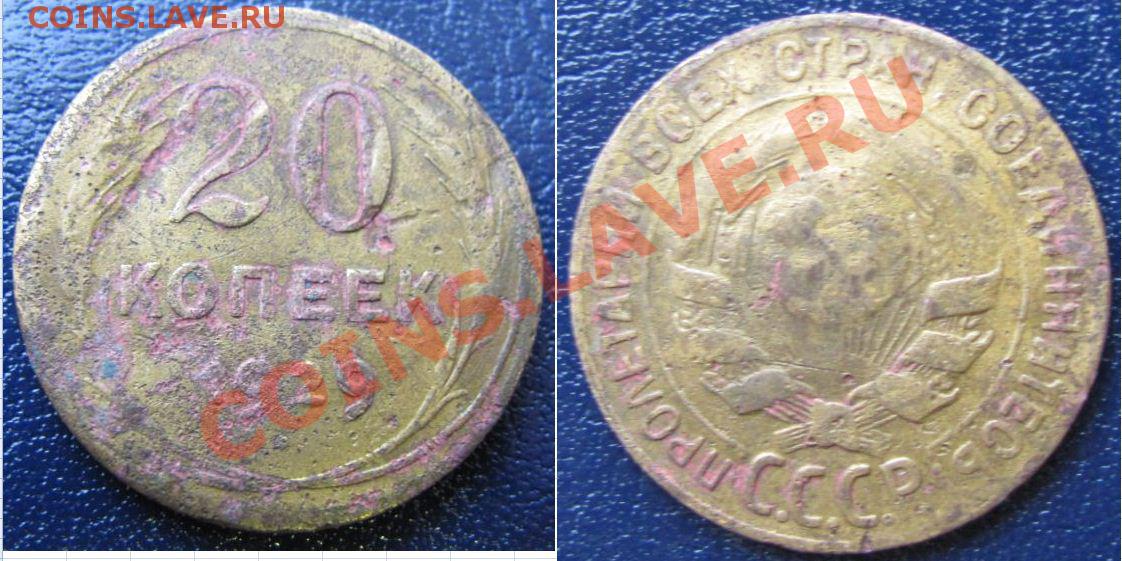 COINS.LAVE.RU
20
КОПЕЕК
COINS.LAVE.RU
ПРОЛЕТАРИИ ВСЕХ СТРАН, СОЕДИНЯЙТЕСЬ
С.С.С.Р.